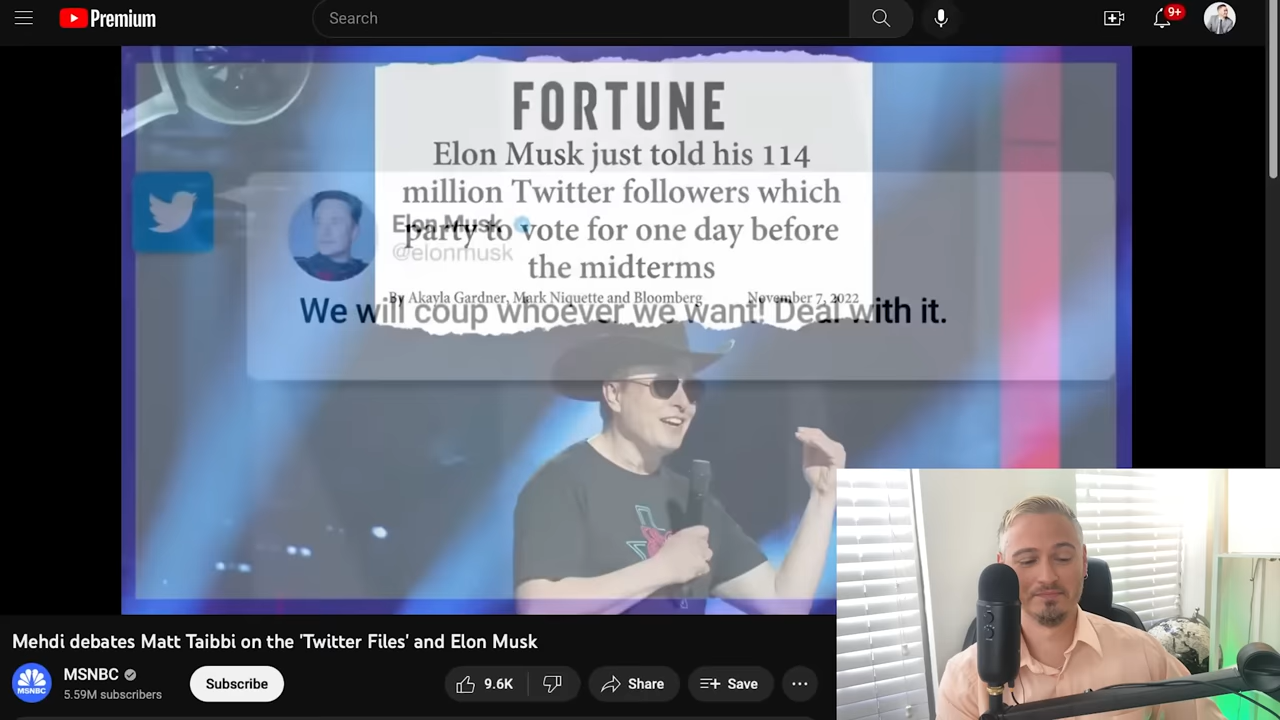 Premium
Search
9+
FORTUNE
Elon Musk just told his 114
million Twitter followers which
party to vote for one day before
the midterms
By Akayla Gardner, Mark Niquette and Bloomberg November 7, 2022
Elon Musk
@elonmusk
We will coup whoever we want! Deal with it.
Mehdi debates Matt Taibbi on the 'Twitter Files' and Elon Musk
MSNBC
MSNBC
5.59M subscribers
Subscribe
9.6K
Share
Save